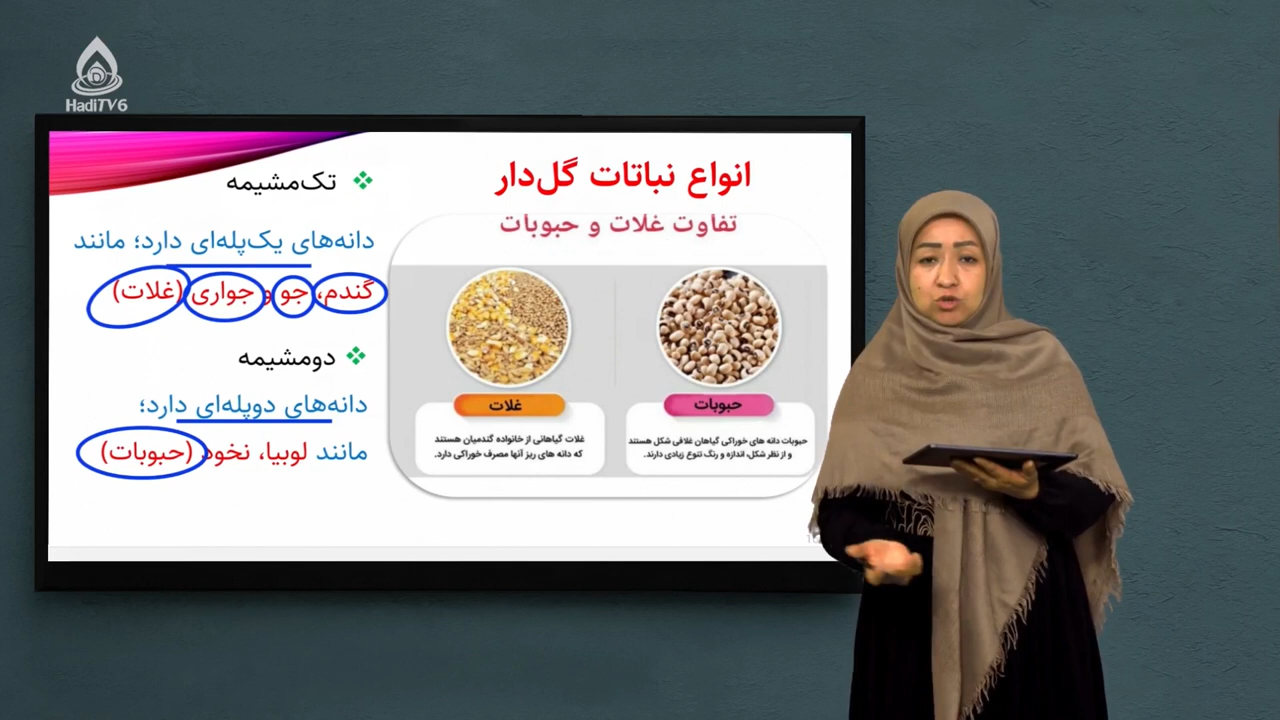 HadiTV6
انواع نباتات گل‌دار
تفاوت غلات و حبوبات
حبوبات
حبوبات دانه های خوراکی گیاهان غلافی شکل هستند
و از نظر شکل، اندازه و رنگ تنوع زیادی دارند.
غلات
غلات گیاهانی از خانواده گندمیان هستند
که دانه های ریز آنها مصرف خوراکی دارد.
تک‌مشیمه
دانه‌های یک‌پله‌ای دارد؛ مانند
گندم، جو و جواری (غلات)
دومشیمه
دانه‌های دوپله‌ای دارد؛
مانند لوبیا، نخود (حبوبات)